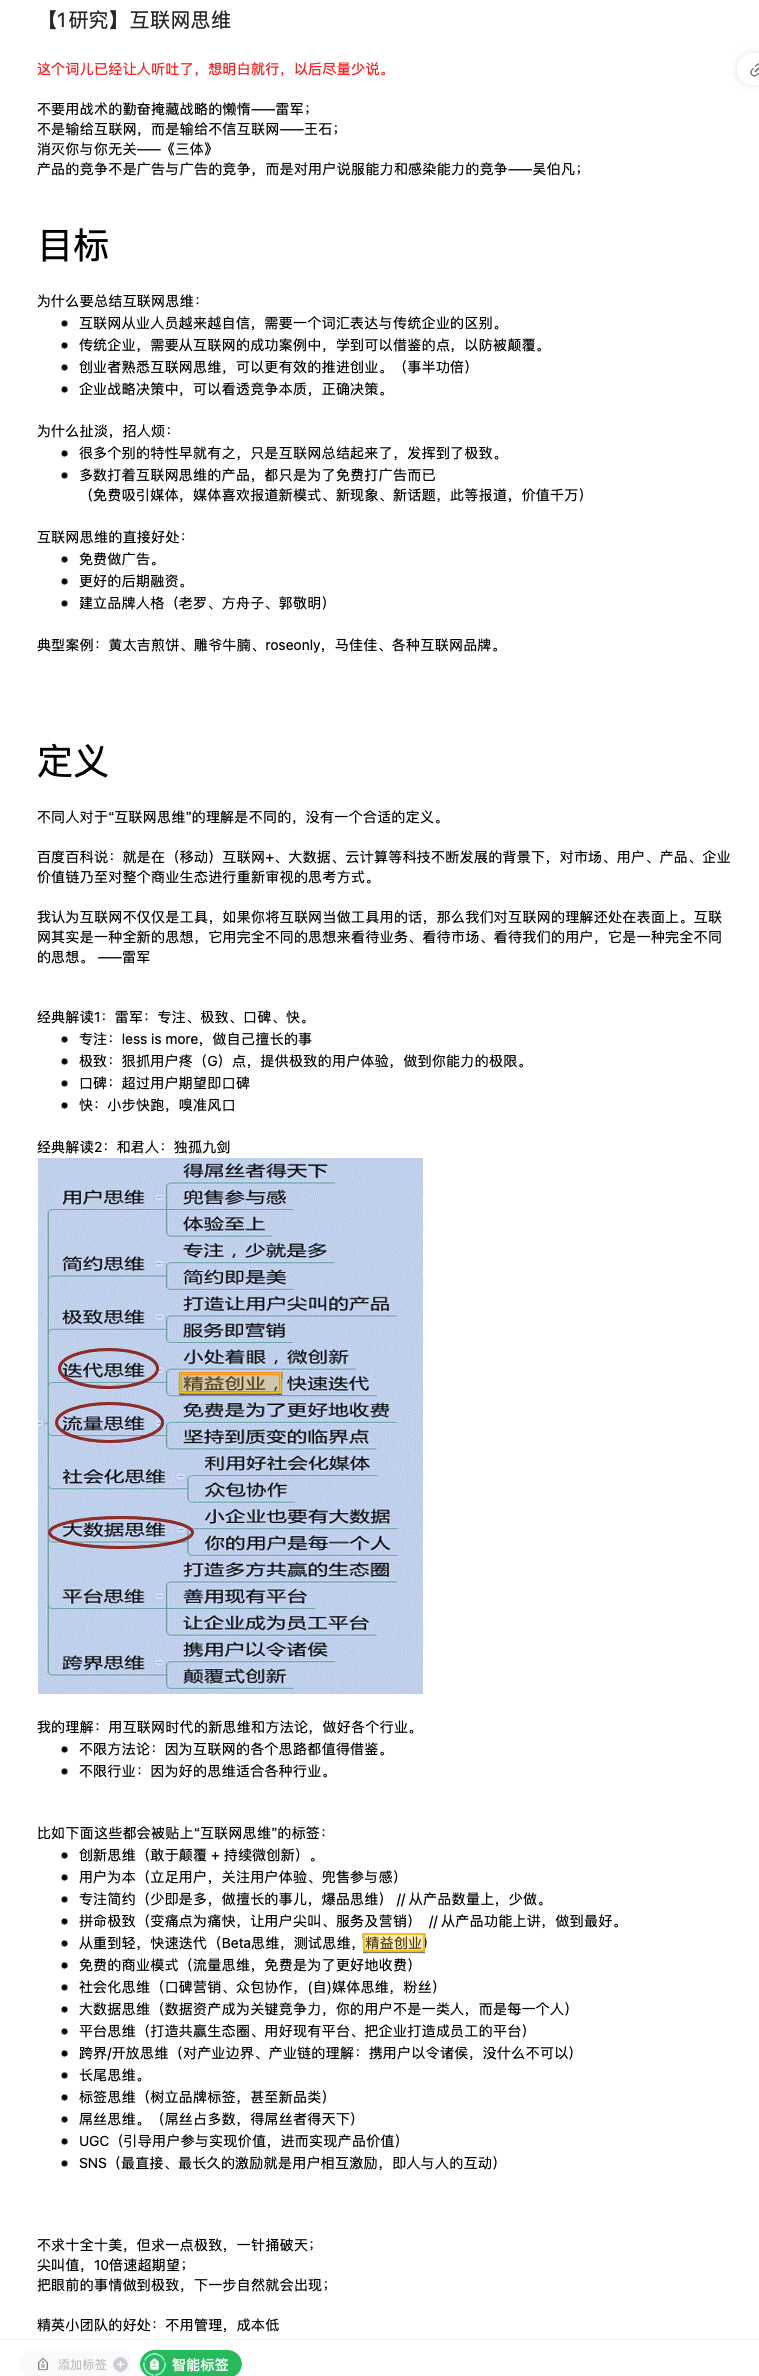 【1研究】互联网思维
这个词儿已经让人听吐了，想明白就行，以后尽量少说。
不要用战术的勤奋掩藏战略的懒惰——雷军；
不是输给互联网，而是输给不信互联网——王石；
消灭你与你无关——《三体》
产品的竞争不是广告与广告的竞争，而是对用户说服能力和感染能力的竞争——吴伯凡；
目标
为什么要总结互联网思维：
● 互联网从业人员越来越自信，需要一个词汇表达与传统企业的区别。
● 传统企业，需要从互联网的成功案例中，学到可以借鉴的点，以防被颠覆。
● 创业者熟悉互联网思维，可以更有效的推进创业。（事半功倍）
● 企业战略决策中，可以看透竞争本质，正确决策。
为什么扯淡，招人烦：
● 很多个别的特性早就有之，只是互联网总结起来了，发挥到了极致。
● 多数打着互联网思维的产品，都只是为了免费打广告而已
（免费吸引媒体，媒体喜欢报道新模式、新现象、新话题，此等报道，价值千万）
互联网思维的直接好处：
● 免费做广告。
● 更好的后期融资。
● 建立品牌人格（老罗、方舟子、郭敬明）
典型案例：黄太吉煎饼、雕爷牛腩、roseonly，马佳佳、各种互联网品牌。
定义
不同人对于“互联网思维”的理解是不同的，没有一个合适的定义。
百度百科说：就是在（移动）互联网+、大数据、云计算等科技不断发展的背景下，对市场、用户、产品、企业
价值链乃至对整个商业生态进行重新审视的思考方式。
我认为互联网不仅仅是工具，如果你将互联网当做工具用的话，那么我们对互联网的理解还处在表面上。互联
网其实是一种全新的思想，它用完全不同的思想来看待业务、看待市场、看待我们的用户，它是一种完全不同
的思想。 ——雷军
经典解读1：雷军：专注、极致、口碑、快。
● 专注：less is more，做自己擅长的事
● 极致：狠抓用户疼（G）点，提供极致的用户体验，做到你能力的极限。
● 口碑：超过用户期望即口碑
● 快：小步快跑，嗅准风口
经典解读2：和君人：独孤九剑
用户思维
得屌丝者得天下
兜售参与感
体验至上
简约思维
专注，少就是多
简约即是美
极致思维
打造让用户尖叫的产品
服务即营销
迭代思维
小处着眼，微创新
精益创业，快速迭代
流量思维
免费是为了更好地收费
坚持到质变的临界点
社会化思维
利用好社会化媒体
众包协作
大数据思维
小企业也要有大数据
你的用户是每一个人
平台思维
打造多方共赢的生态圈
善用现有平台
让企业成为员工平台
跨界思维
携用户以令诸侯
颠覆式创新
我的理解：用互联网时代的新思维和方法论，做好各个行业。
● 不限方法论：因为互联网的各个思路都值得借鉴。
● 不限行业：因为好的思维适合各种行业。
比如下面这些都会被贴上“互联网思维”的标签：
● 创新思维（敢于颠覆 + 持续微创新）。
● 用户为本（立足用户，关注用户体验、兜售参与感）
● 专注简约（少即是多，做擅长的事儿，爆品思维） // 从产品数量上，少做。
● 拼命极致（变痛点为痛快，让用户尖叫、服务及营销） // 从产品功能上讲，做到最好。
● 从重到轻，快速迭代（Beta思维，测试思维，精益创业）
● 免费的商业模式（流量思维，免费是为了更好地收费）
● 社会化思维（口碑营销、众包协作，(自)媒体思维，粉丝）
● 大数据思维（数据资产成为关键竞争力，你的用户不是一类人，而是每一个人）
● 平台思维（打造共赢生态圈、用好现有平台、把企业打造成员工的平台）
● 跨界/开放思维（对产业边界、产业链的理解：携用户以令诸侯，没什么不可以）
● 长尾思维。
● 标签思维（树立品牌标签，甚至新品类）
● 屌丝思维。（屌丝占多数，得屌丝者得天下）
● UGC（引导用户参与实现价值，进而实现产品价值）
● SNS（最直接、最长久的激励就是用户相互激励，即人与人的互动）
不求十全十美，但求一点极致，一针捅破天；
尖叫值，10倍速超期望；
把眼前的事情做到极致，下一步自然就会出现；
精英小团队的好处：不用管理，成本低
添加标签 智能标签